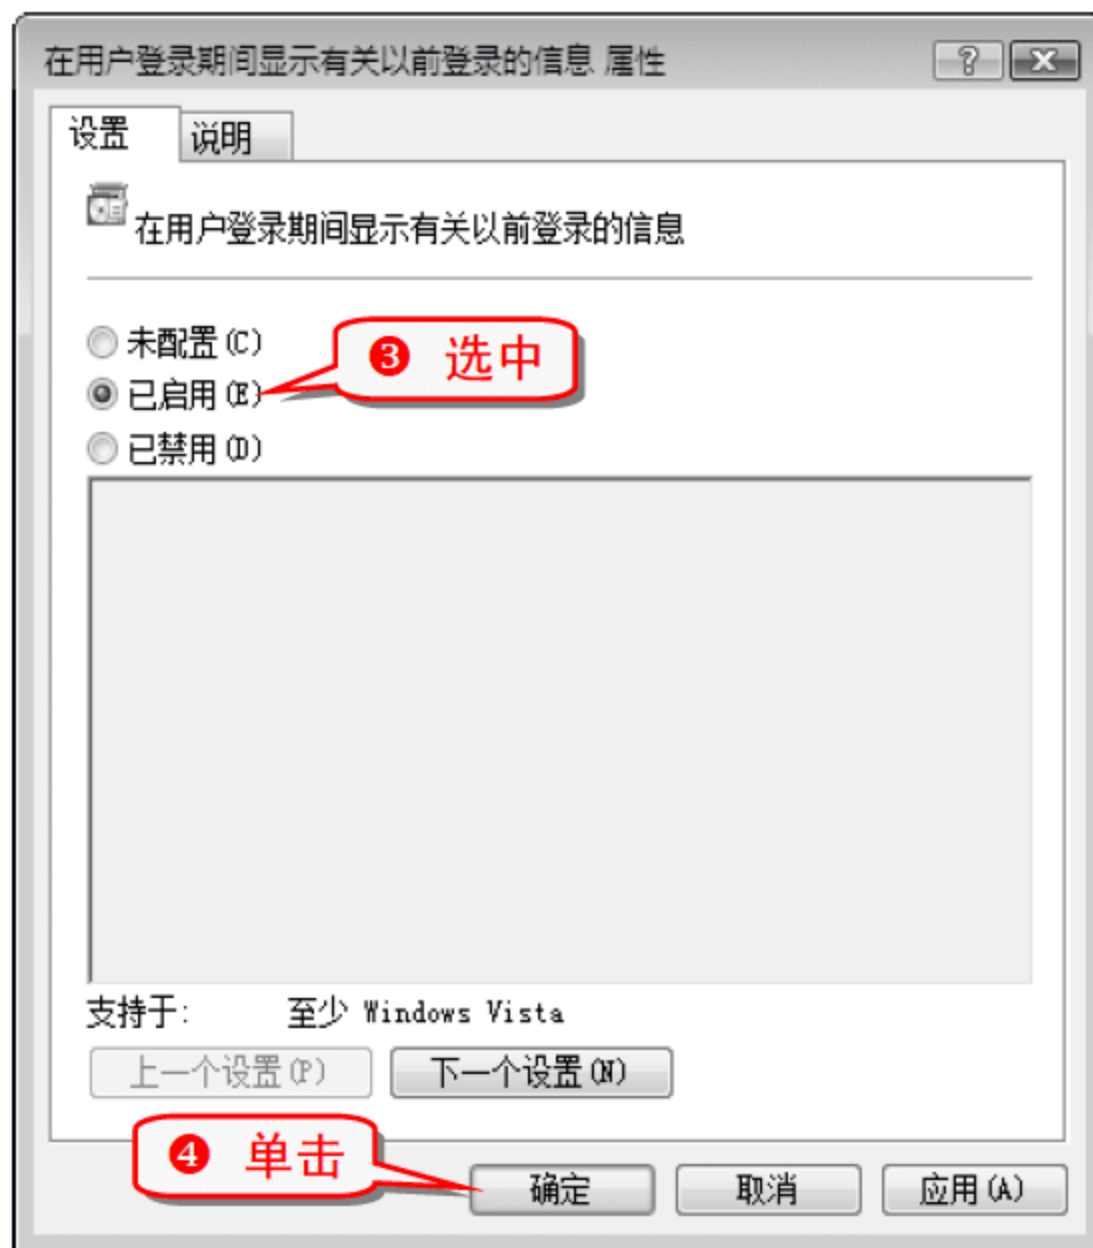 在用户登录期间显示有关以前登录的信息 属性
设置
说明
在用户登录期间显示有关以前登录的信息
未配置(C)
❸ 选中
已启用(E)
已禁用(D)
支持于: 至少 Windows Vista
上一个设置(P)
下一个设置(N)
❹ 单击
确定
取消
应用(A)